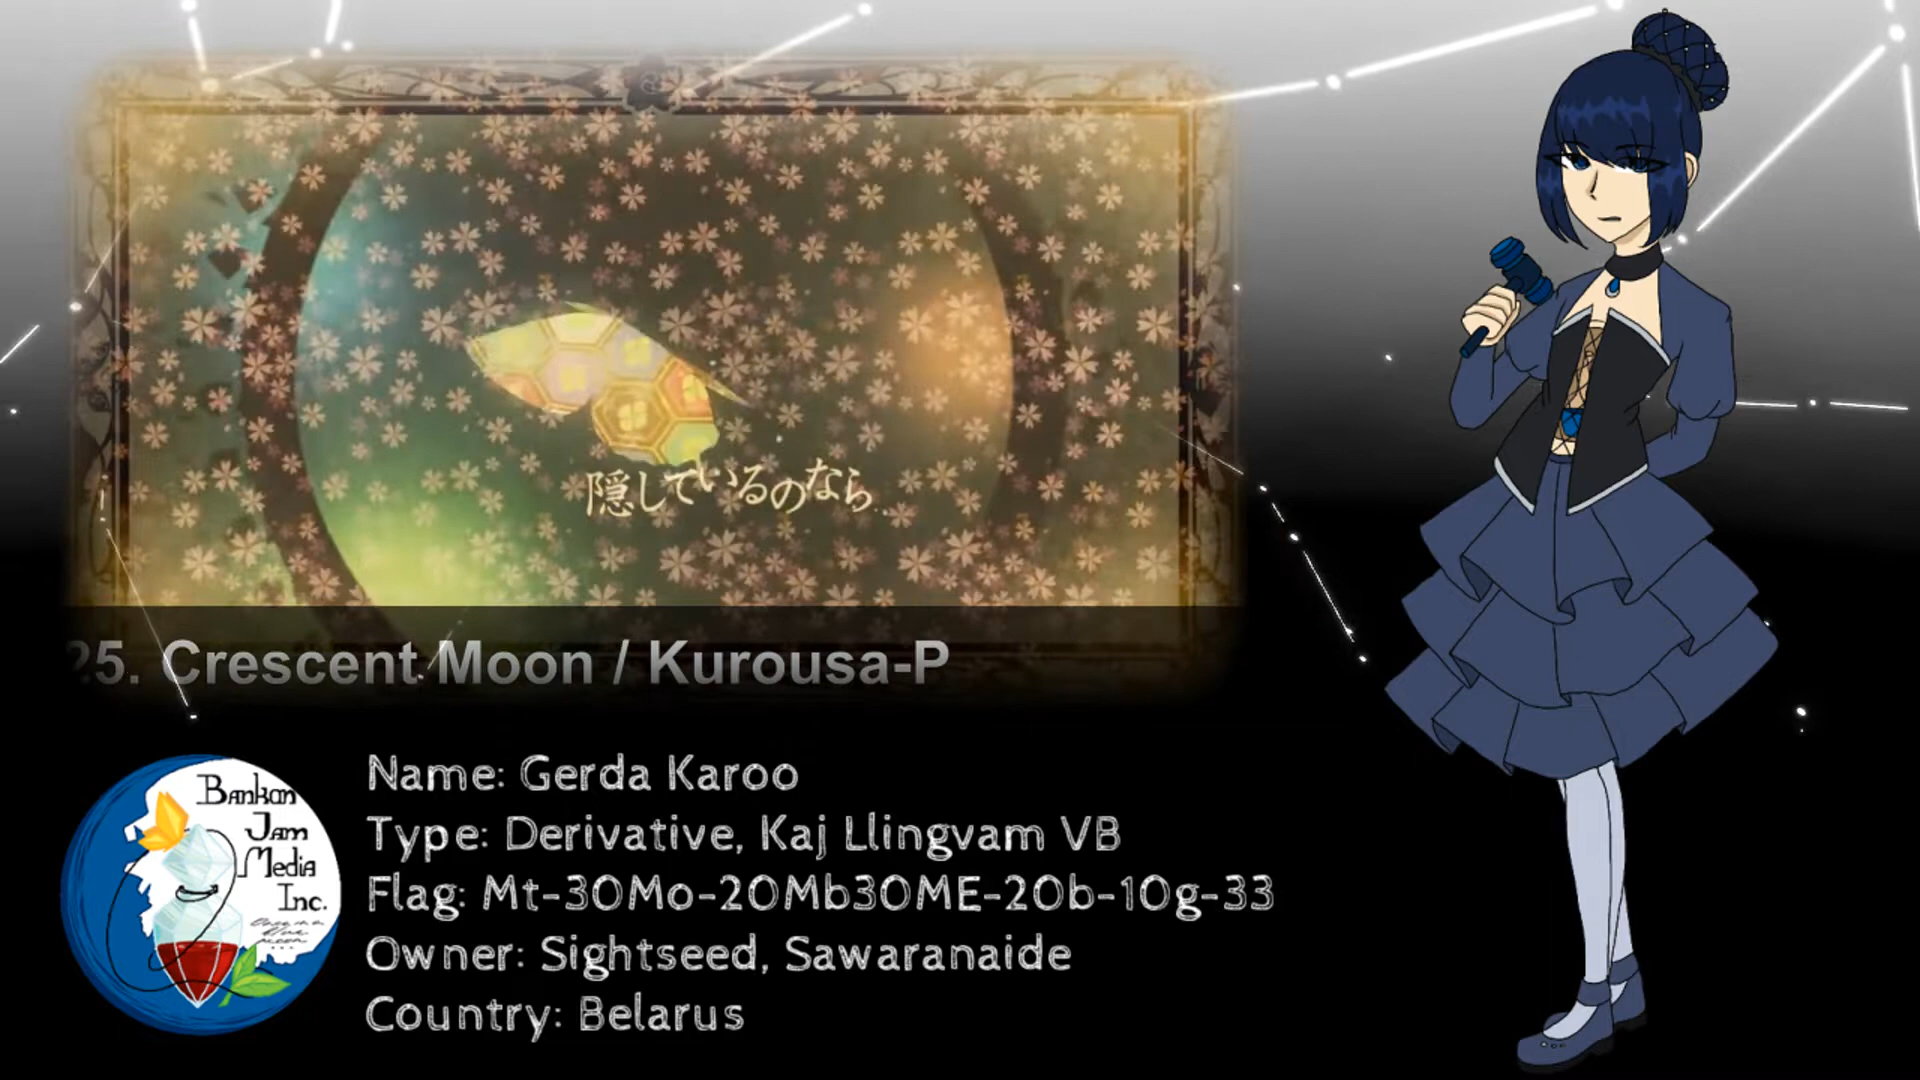 隠しているのなら..
25. Crescent Moon / Kurousa-P
Bankon
Jam
Media
Inc.
Name: Gerda Karoo
Type: Derivative, Kaj Llingvam VB
Flag: Mt-30Mo-20Mb30ME-20b-10g-33
Owner: Sightseed, Sawaranaide
Country: Belarus